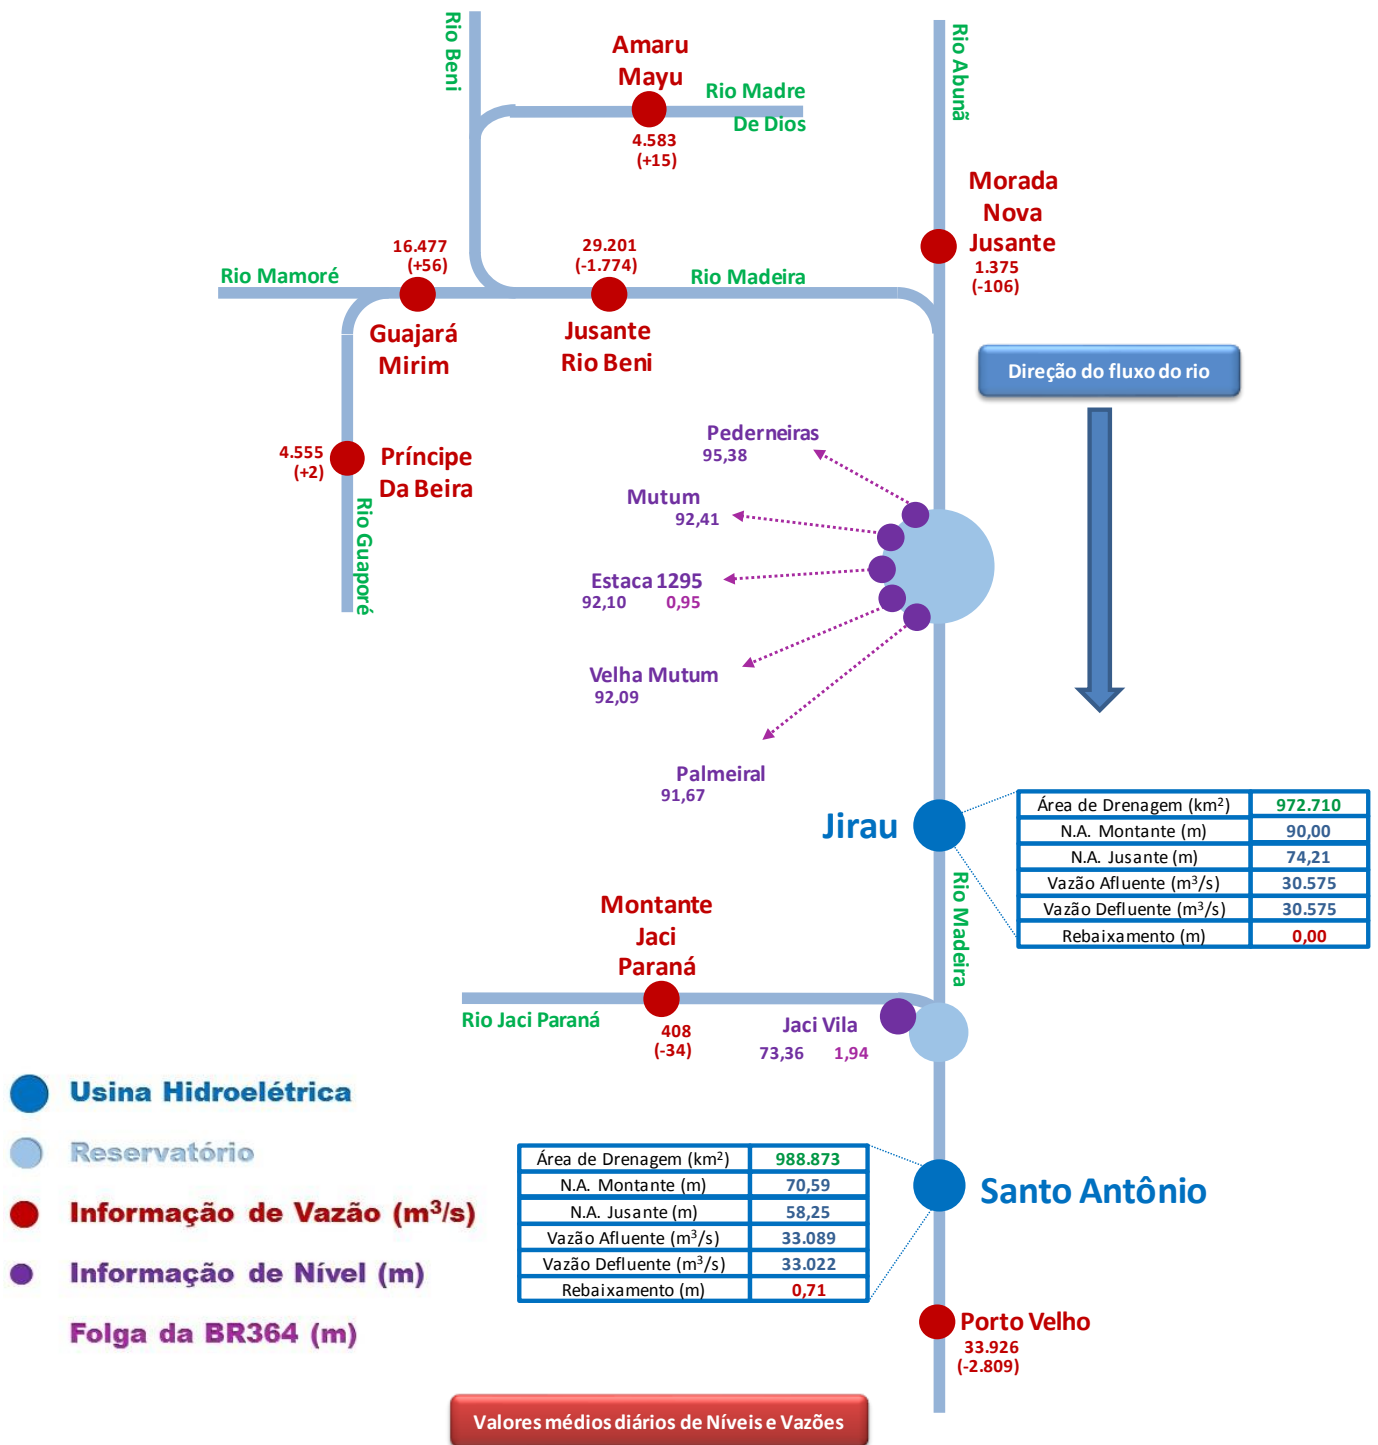 Rio Beni
Amaru
Mayu
Rio Madre
De Dios
4.583
(+15)
Rio Abunã
Morada
Nova
Jusante
1.375
(-106)
16.477
(+56)
29.201
(-1.774)
Rio Mamoré
Rio Madeira
Guajará
Mirim
Jusante
Rio Beni
Direção do fluxo do rio
4.555
(+2)
Príncipe
Da Beira
Rio Guaporé
Pederneiras
95,38
Mutum
92,41
Estaca 1295
92,10 0,95
Velha Mutum
92,09
Palmeiral
91,67
Jirau
Área de Drenagem (km²) 972.710
N.A. Montante (m) 90,00
N.A. Jusante (m) 74,21
Vazão Afluente (m³/s) 30.575
Vazão Defluente (m³/s) 30.575
Rebaixamento (m) 0,00
Rio Madeira
Montante
Jaci
Paraná
Rio Jaci Paraná
408
(-34)
Jaci Vila
73,36 1,94
Usina Hidroelétrica
Reservatório
Informação de Vazão (m³/s)
Informação de Nível (m)
Folga da BR364 (m)
Área de Drenagem (km²) 988.873
N.A. Montante (m) 70,59
N.A. Jusante (m) 58,25
Vazão Afluente (m³/s) 33.089
Vazão Defluente (m³/s) 33.022
Rebaixamento (m) 0,71
Santo Antônio
Porto Velho
33.926
(-2.809)
Valores médios diários de Níveis e Vazões